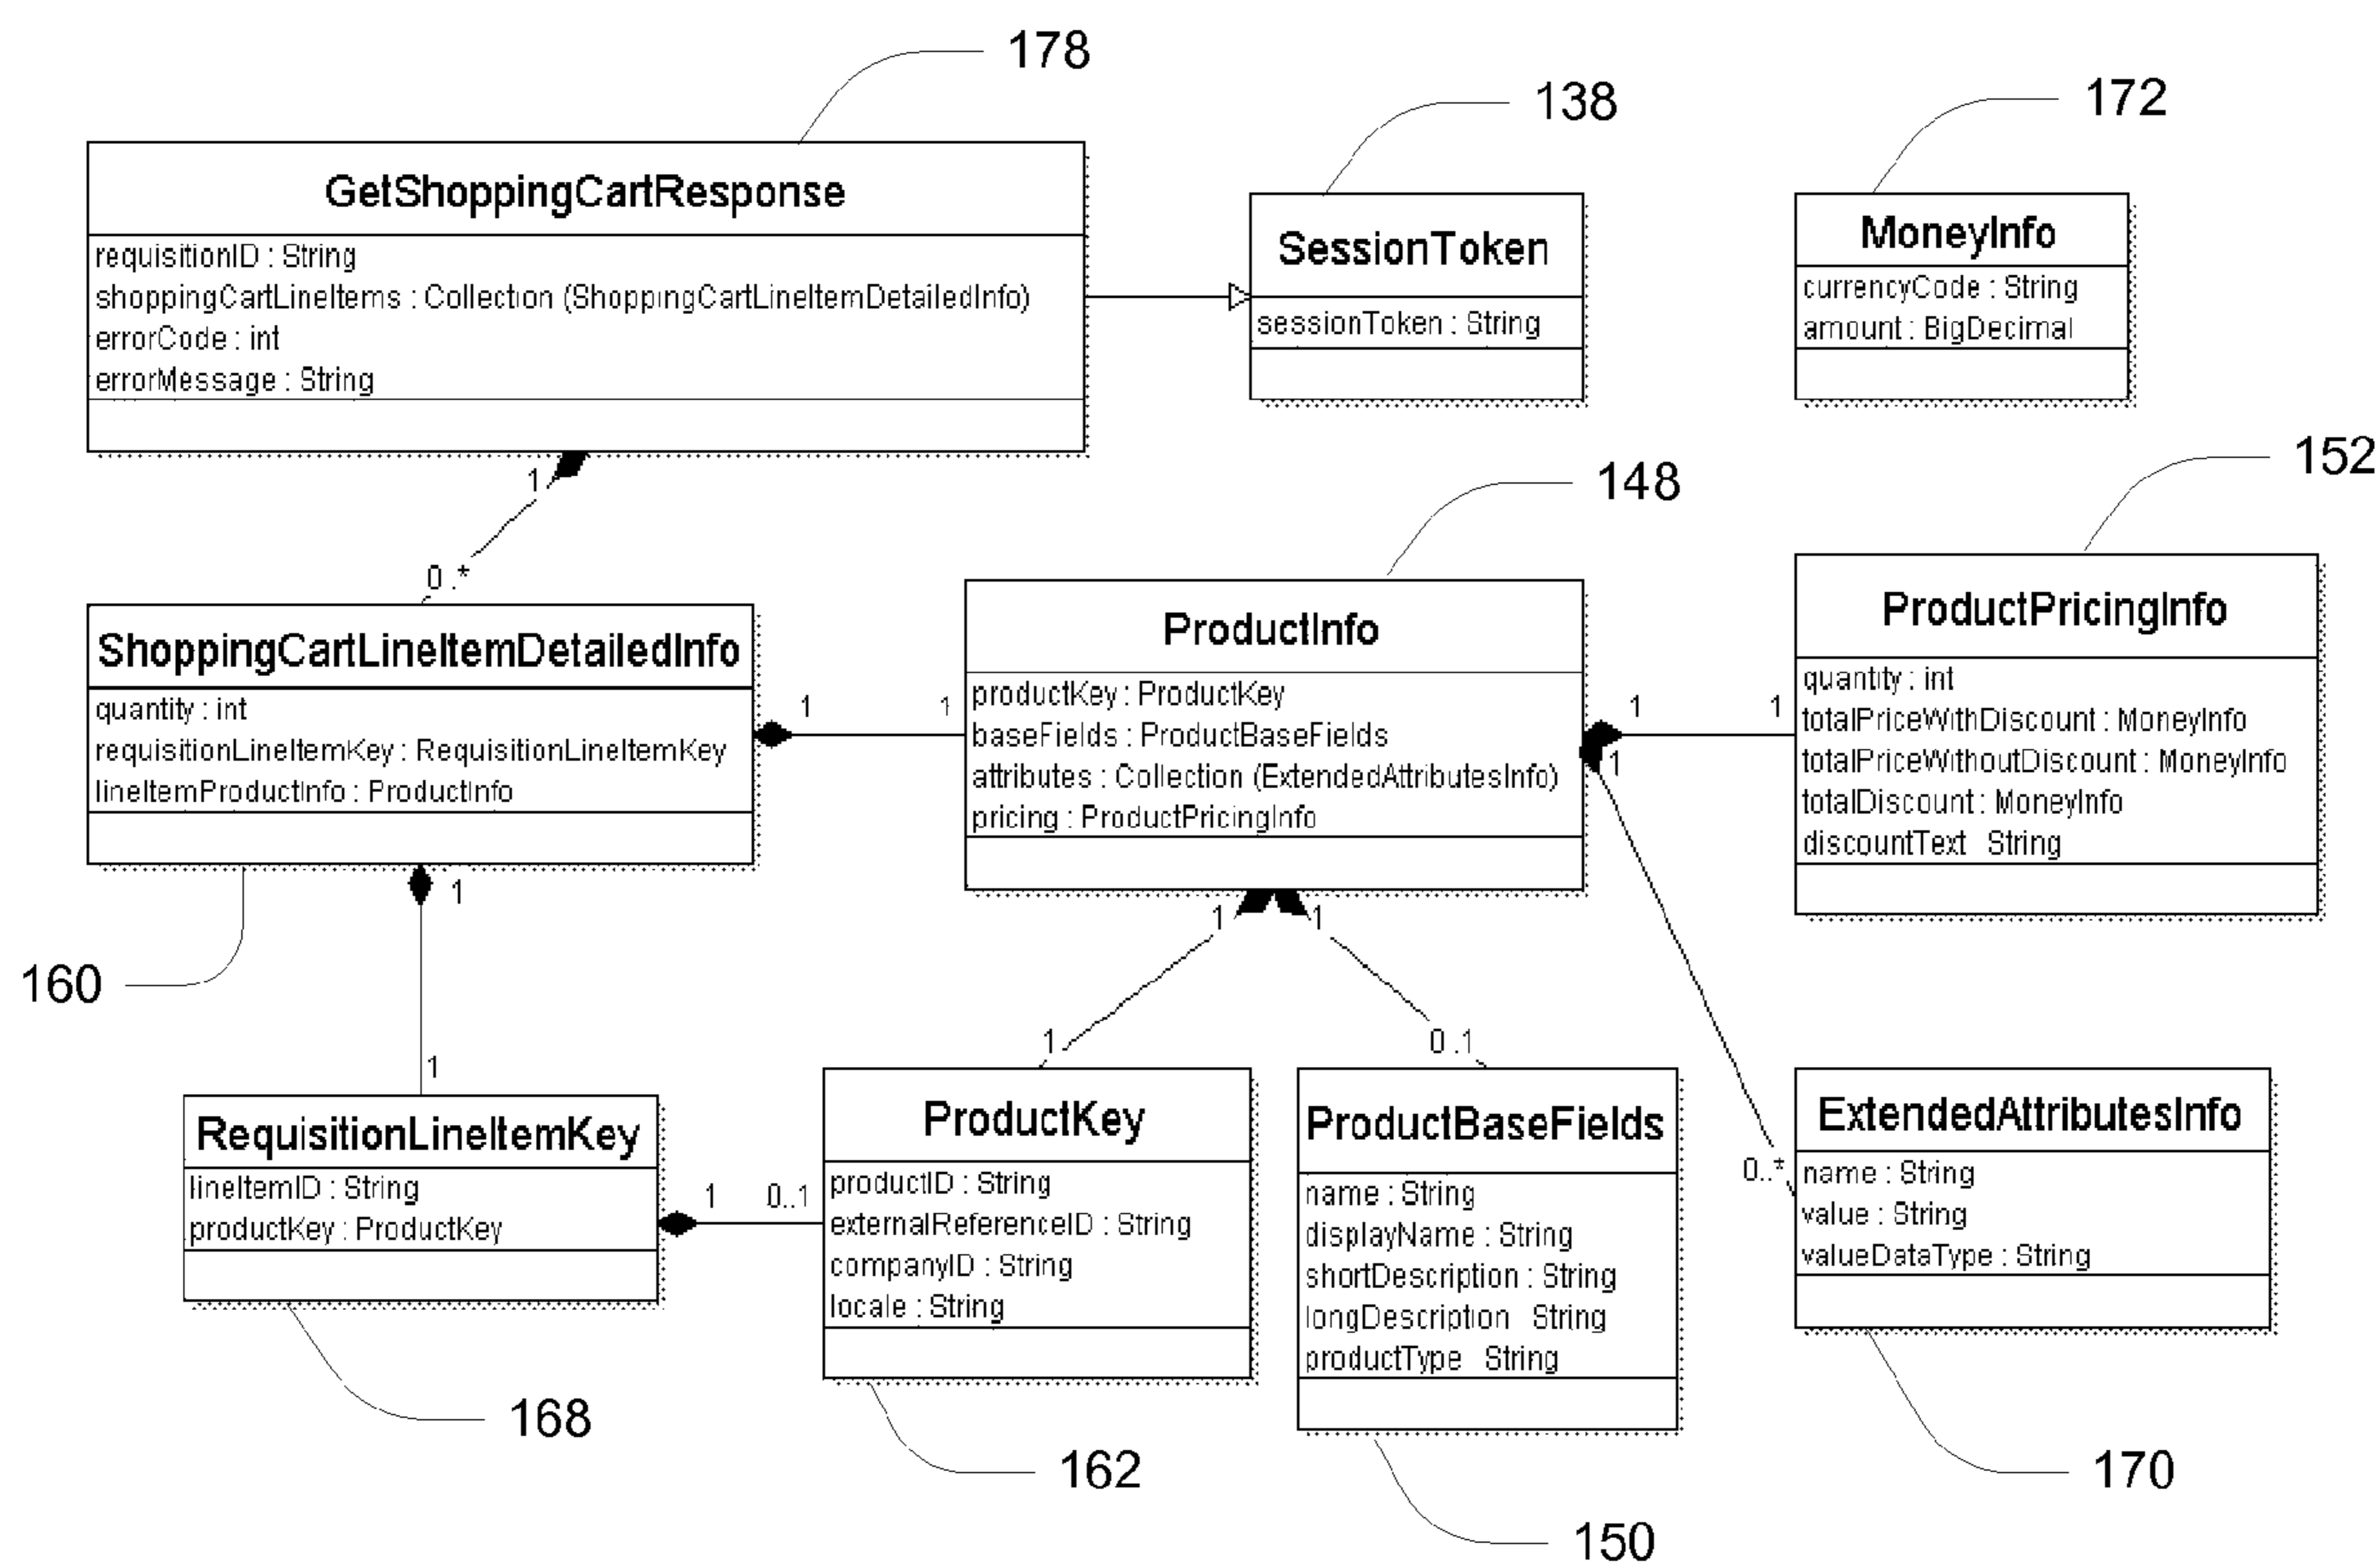 178
138
172
GetShoppingCartResponse
requisitionID : String
shoppingCartLineItems : Collection (ShoppingCartLineItemDetailedInfo)
errorCode : int
errorMessage : String
SessionToken
sessionToken : String
MoneyInfo
currencyCode : String
amount : BigDecimal
1
0..*
148
152
ShoppingCartLineItemDetailedInfo
quantity : int
requisitionLineItemKey : RequisitionLineItemKey
lineItemProductInfo : ProductInfo
1
1
ProductInfo
productKey : ProductKey
baseFields : ProductBaseFields
attributes : Collection (ExtendedAttributesInfo)
pricing : ProductPricingInfo
1
1
1
ProductPricingInfo
quantity : int
totalPriceWithDiscount : MoneyInfo
totalPriceWithoutDiscount : MoneyInfo
totalDiscount : MoneyInfo
discountText String
160
1
1
1
1
1
0..1
0..*
RequisitionLineItemKey
lineItemID : String
productKey : ProductKey
1
0..1
ProductKey
productID : String
externalReferenceID : String
companyID : String
locale : String
ProductBaseFields
name : String
displayName : String
shortDescription : String
longDescription String
productType String
ExtendedAttributesInfo
name : String
value : String
valueDataType : String
168
162
150
170